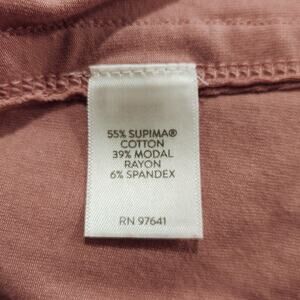 55% SUPIMA®
COTTON
39% MODAL
RAYON
6% SPANDEX
RN 97641